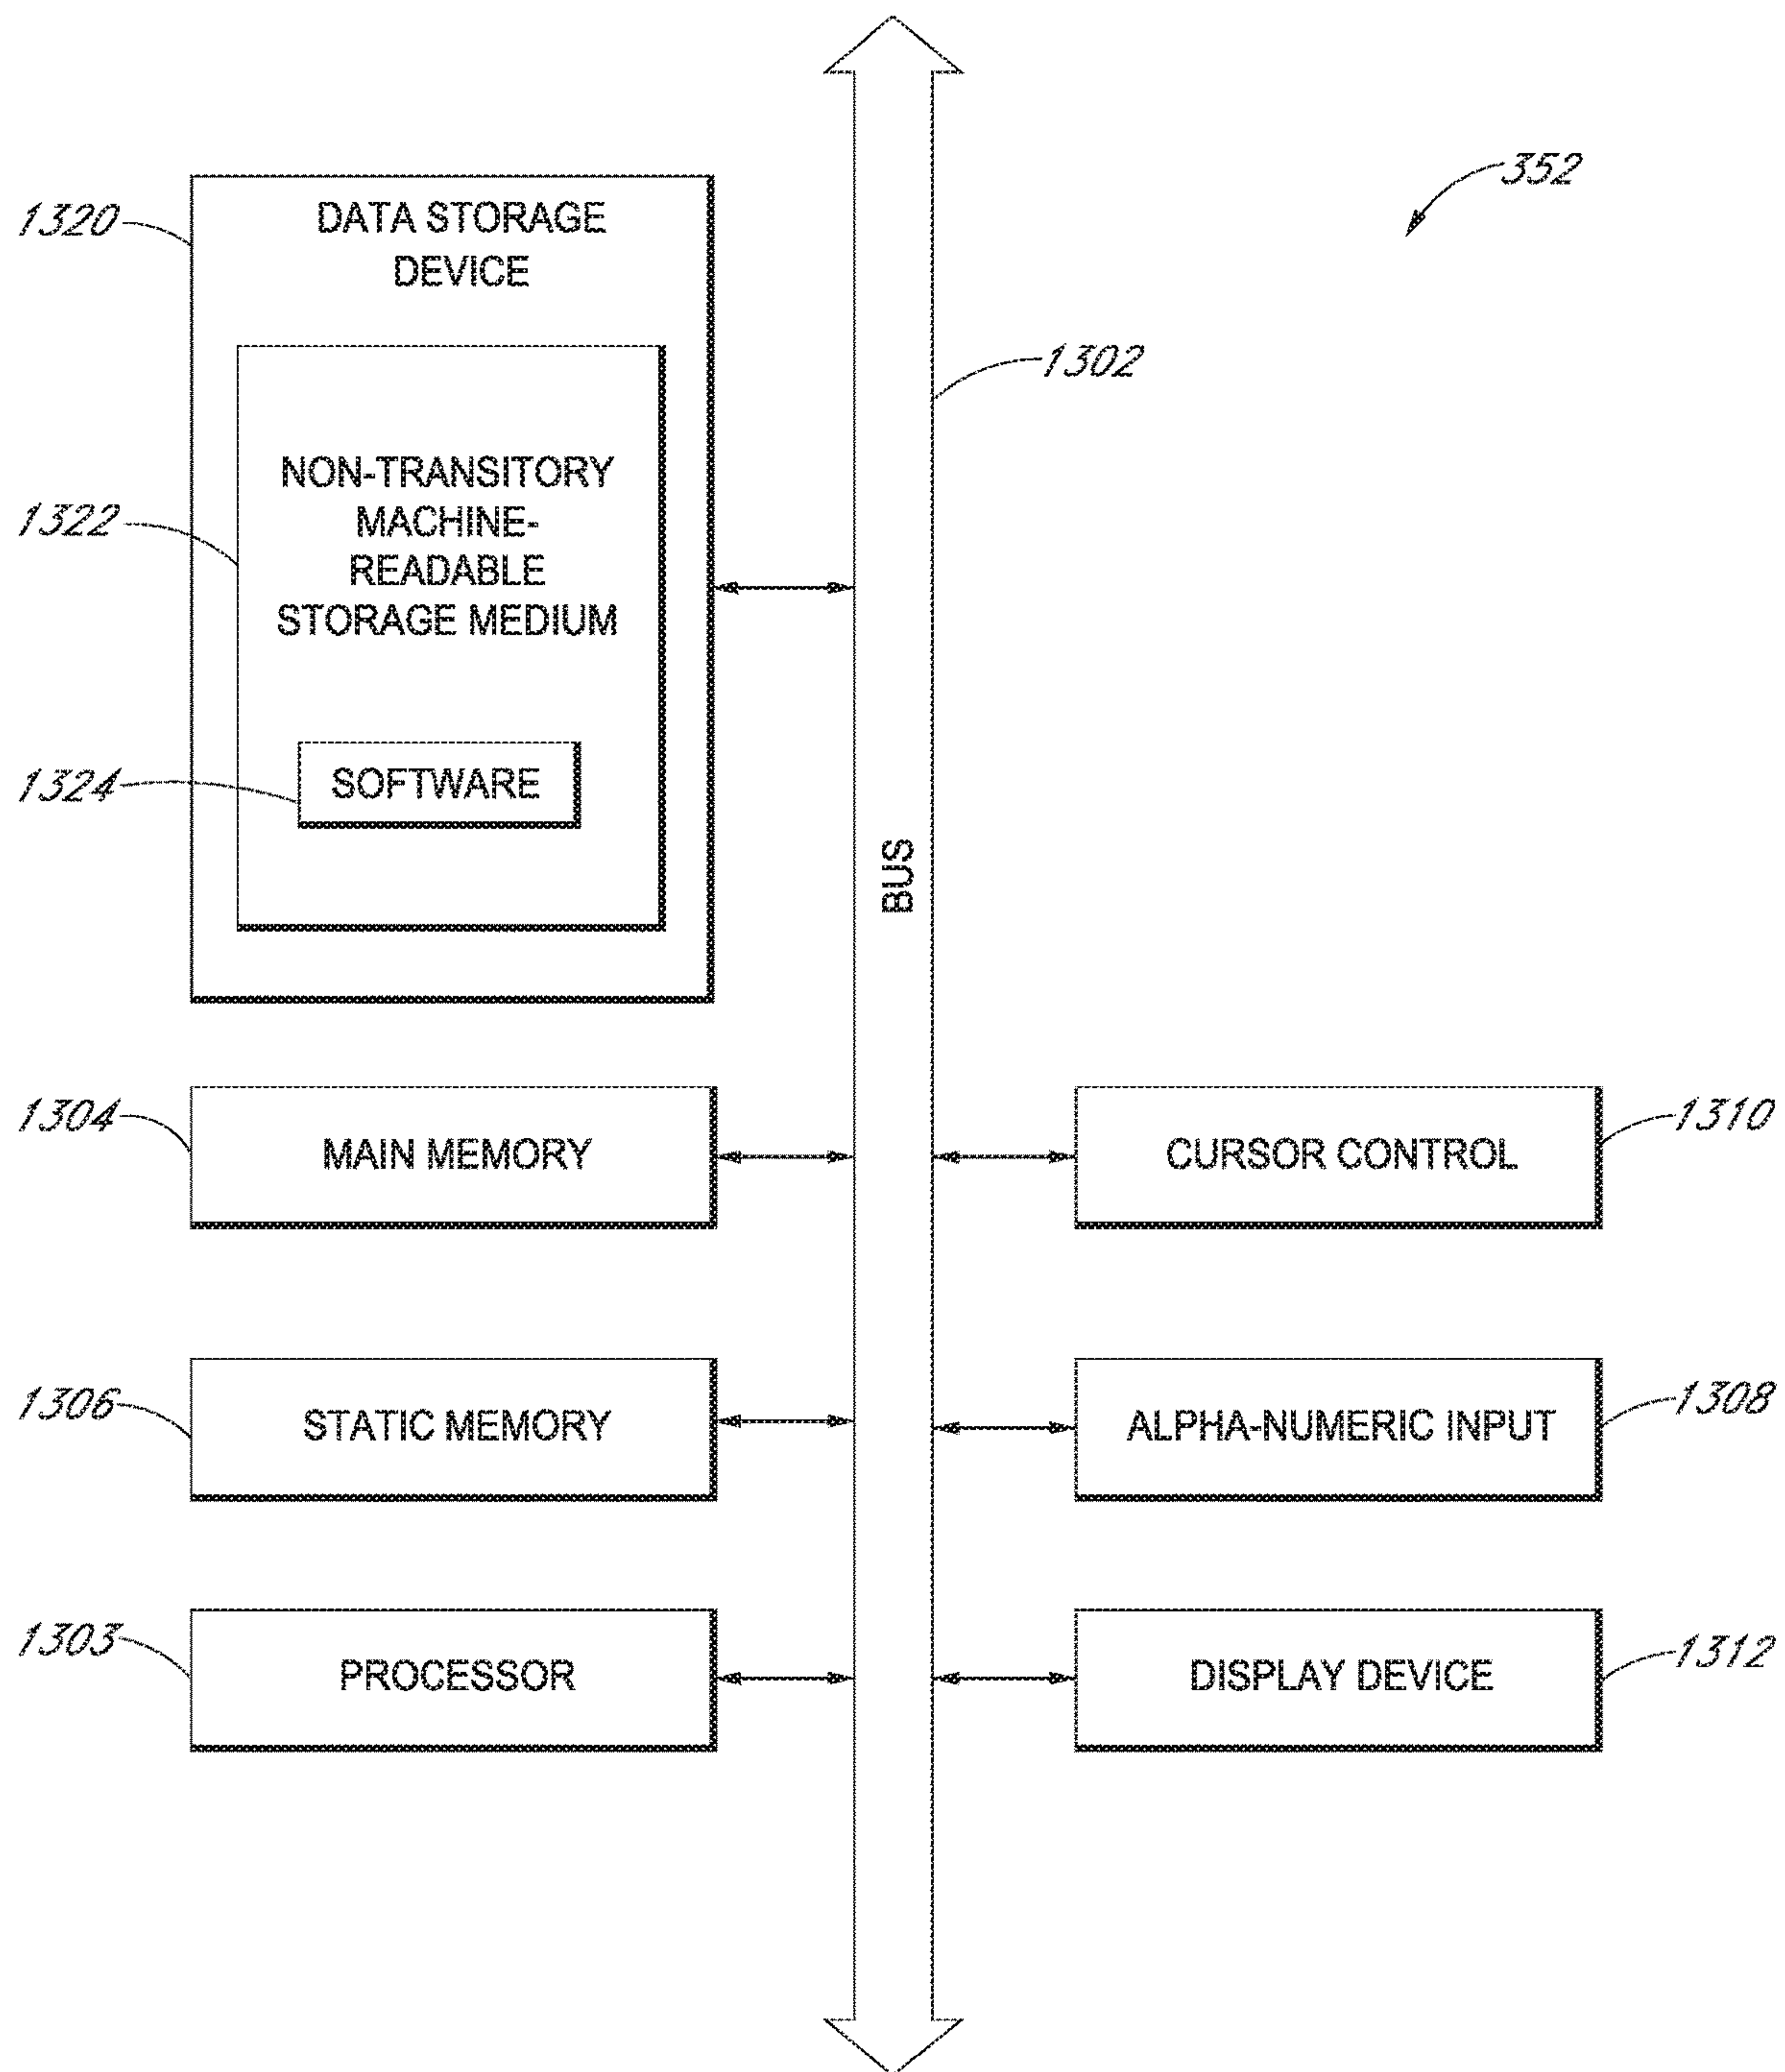 352
1320
DATA STORAGE
DEVICE
1302
1322
NON-TRANSITORY
MACHINE-
READABLE
STORAGE MEDIUM
1324
SOFTWARE
BUS
1304
MAIN MEMORY
CURSOR CONTROL
1310
1306
STATIC MEMORY
ALPHA-NUMERIC INPUT
1308
1303
PROCESSOR
DISPLAY DEVICE
1312